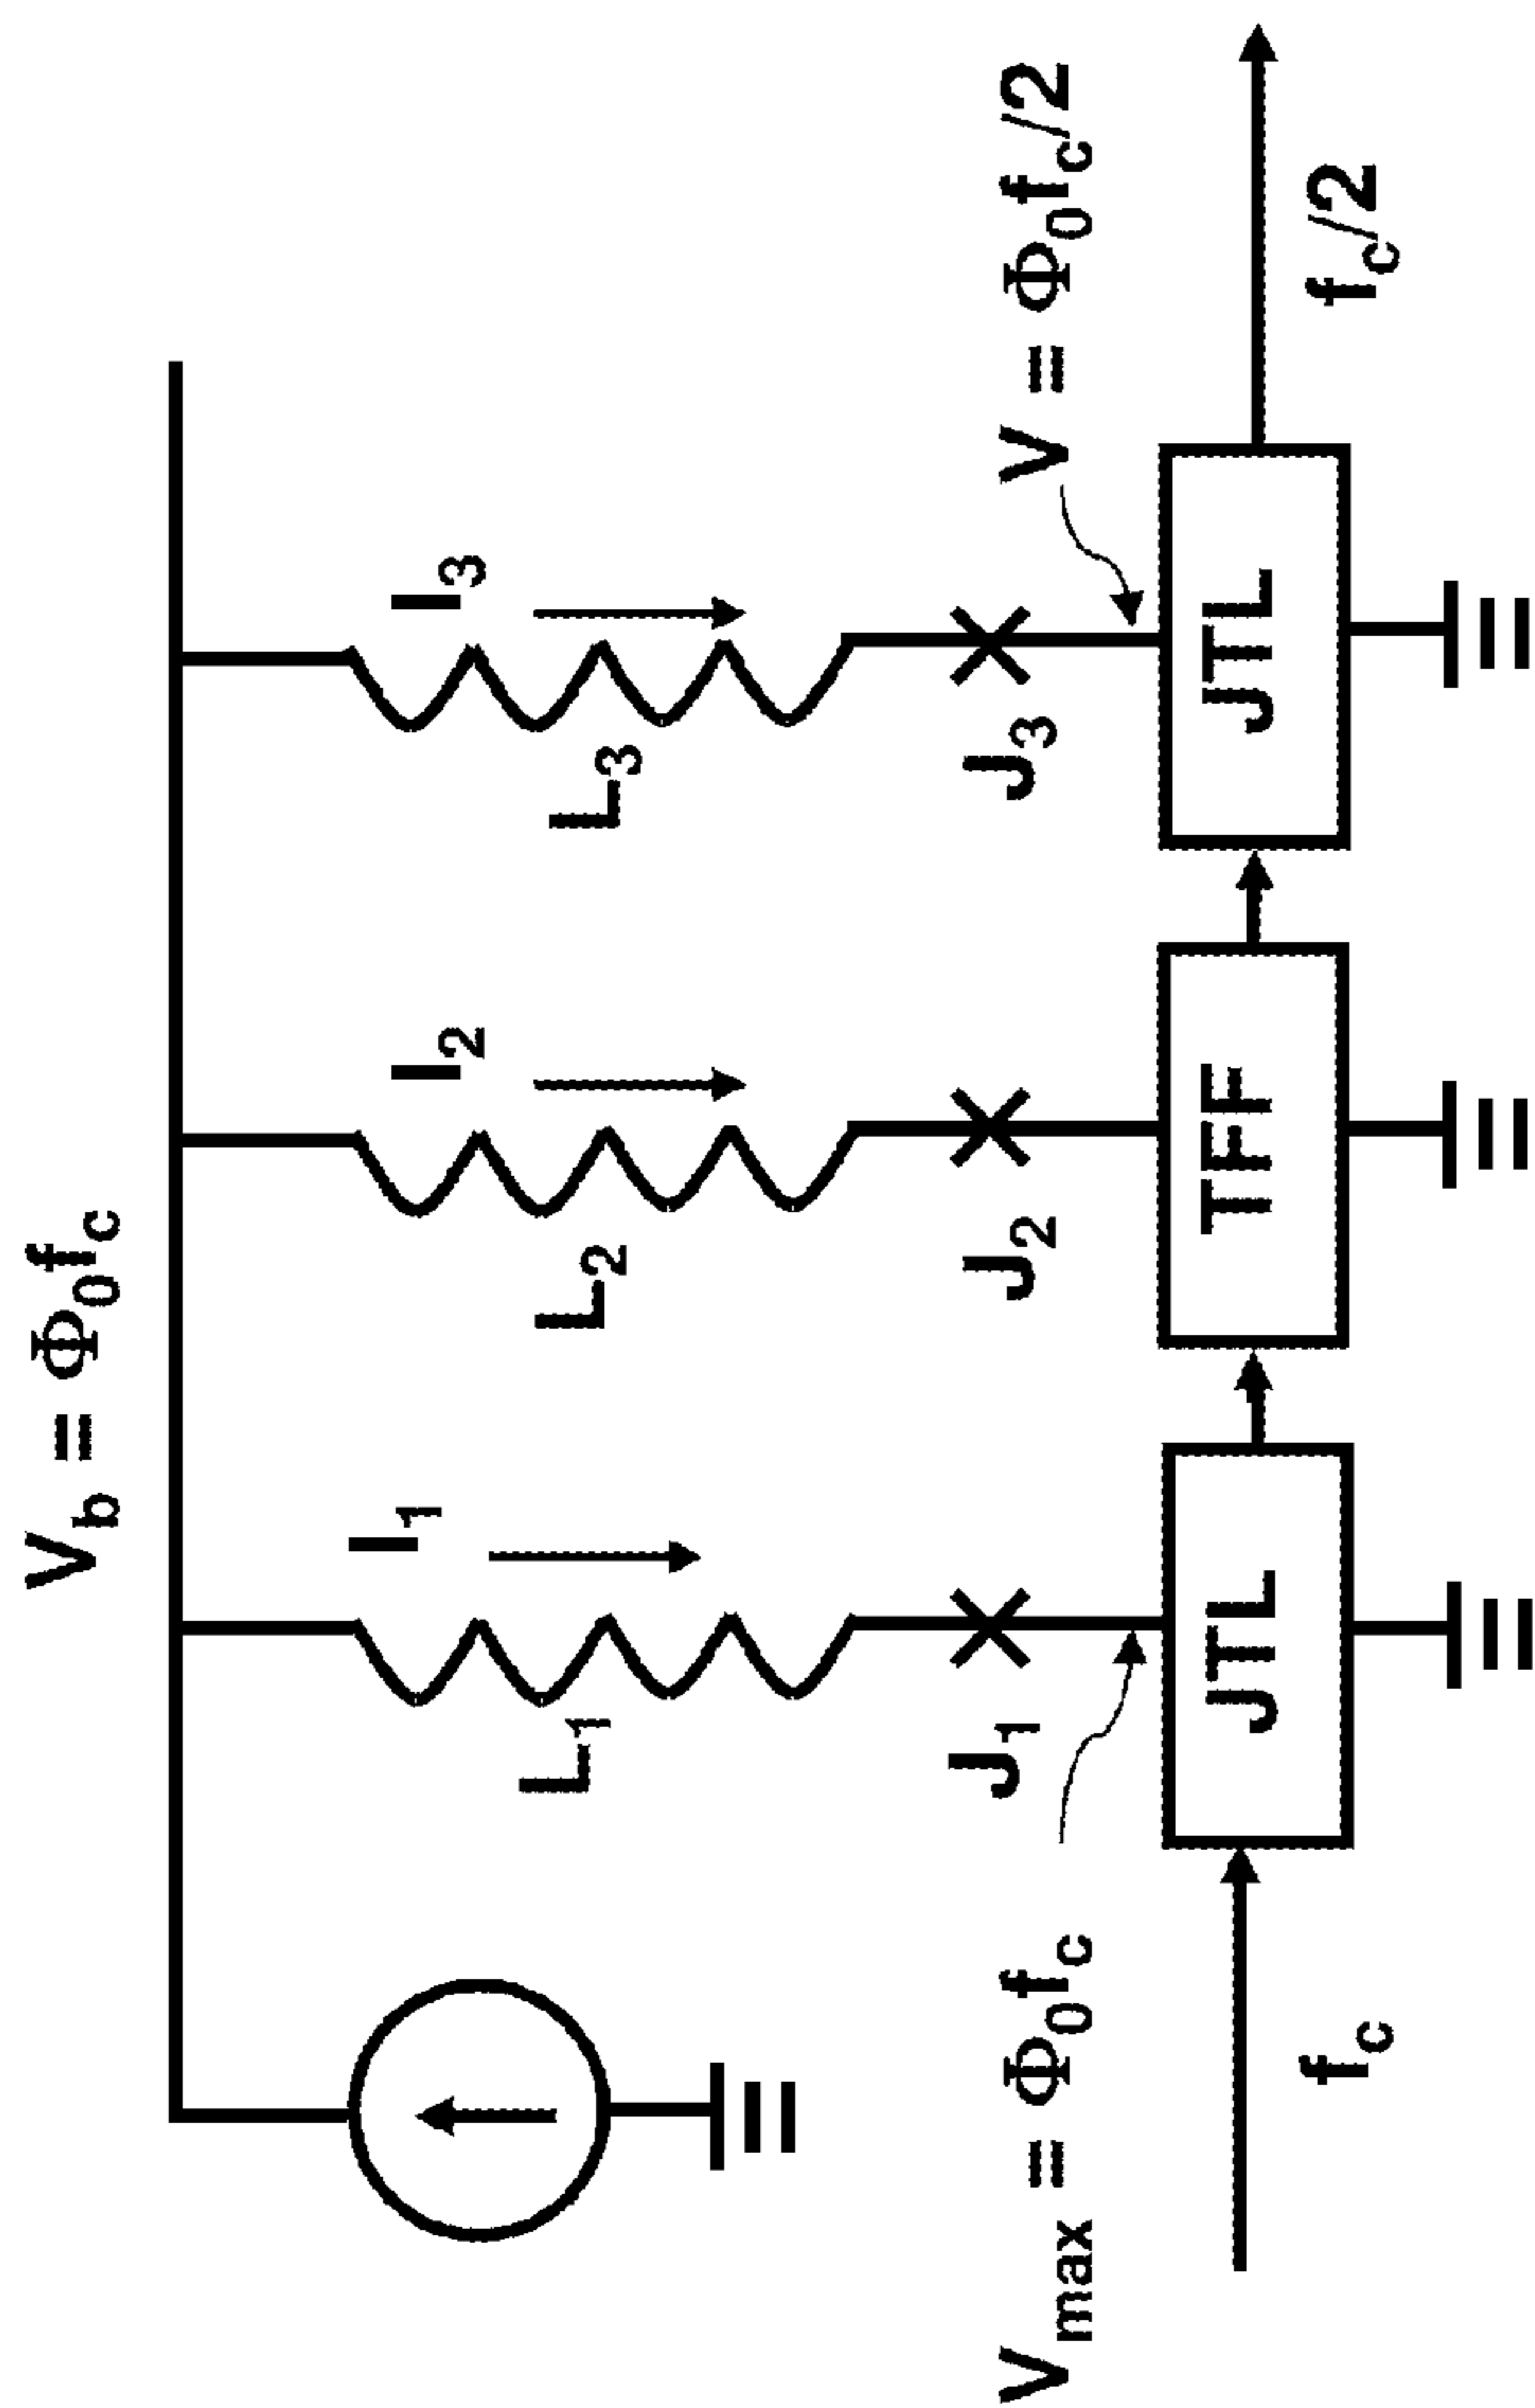 V_b = Φ_0f_c
I_1
I_2
I_3
L_1
L_2
L_3
J_1
J_2
J_3
V_max = Φ_0f_c
V = Φ_0f_c/2
JTL
TFF
JTL
f_c
f_c/2